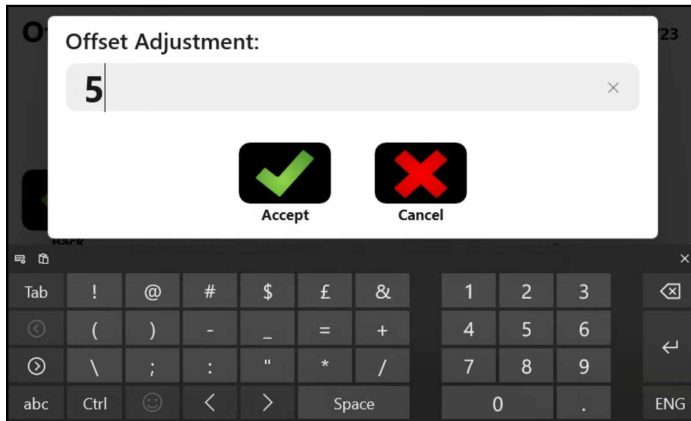 Offset Adjustment:
5
Accept Cancel
Tab ! @ # $ £ & 1 2 3
( ) - _ = + 4 5 6
\ ; : " * / 7 8 9
abc Ctrl < > Space 0 . ENG